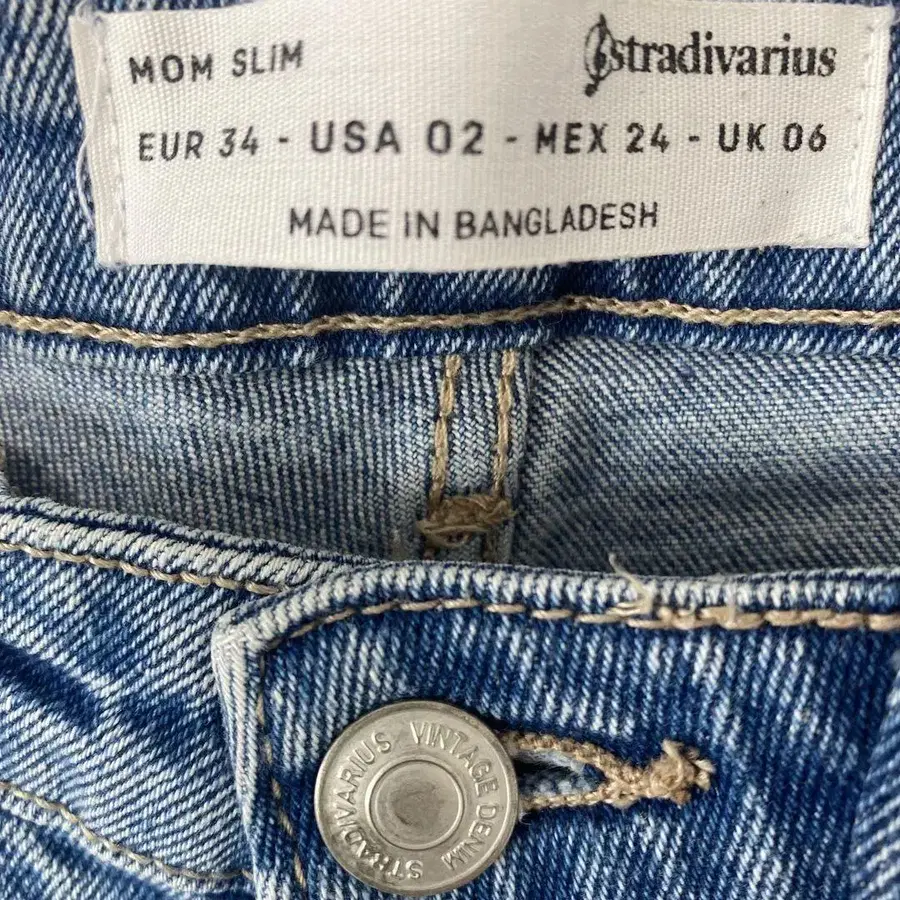 MOM SLIM
stradivarius
EUR 34 - USA 02 - MEX 24 - UK 06
MADE IN BANGLADESH
STRADIVARIUS VINTAGE DENIM